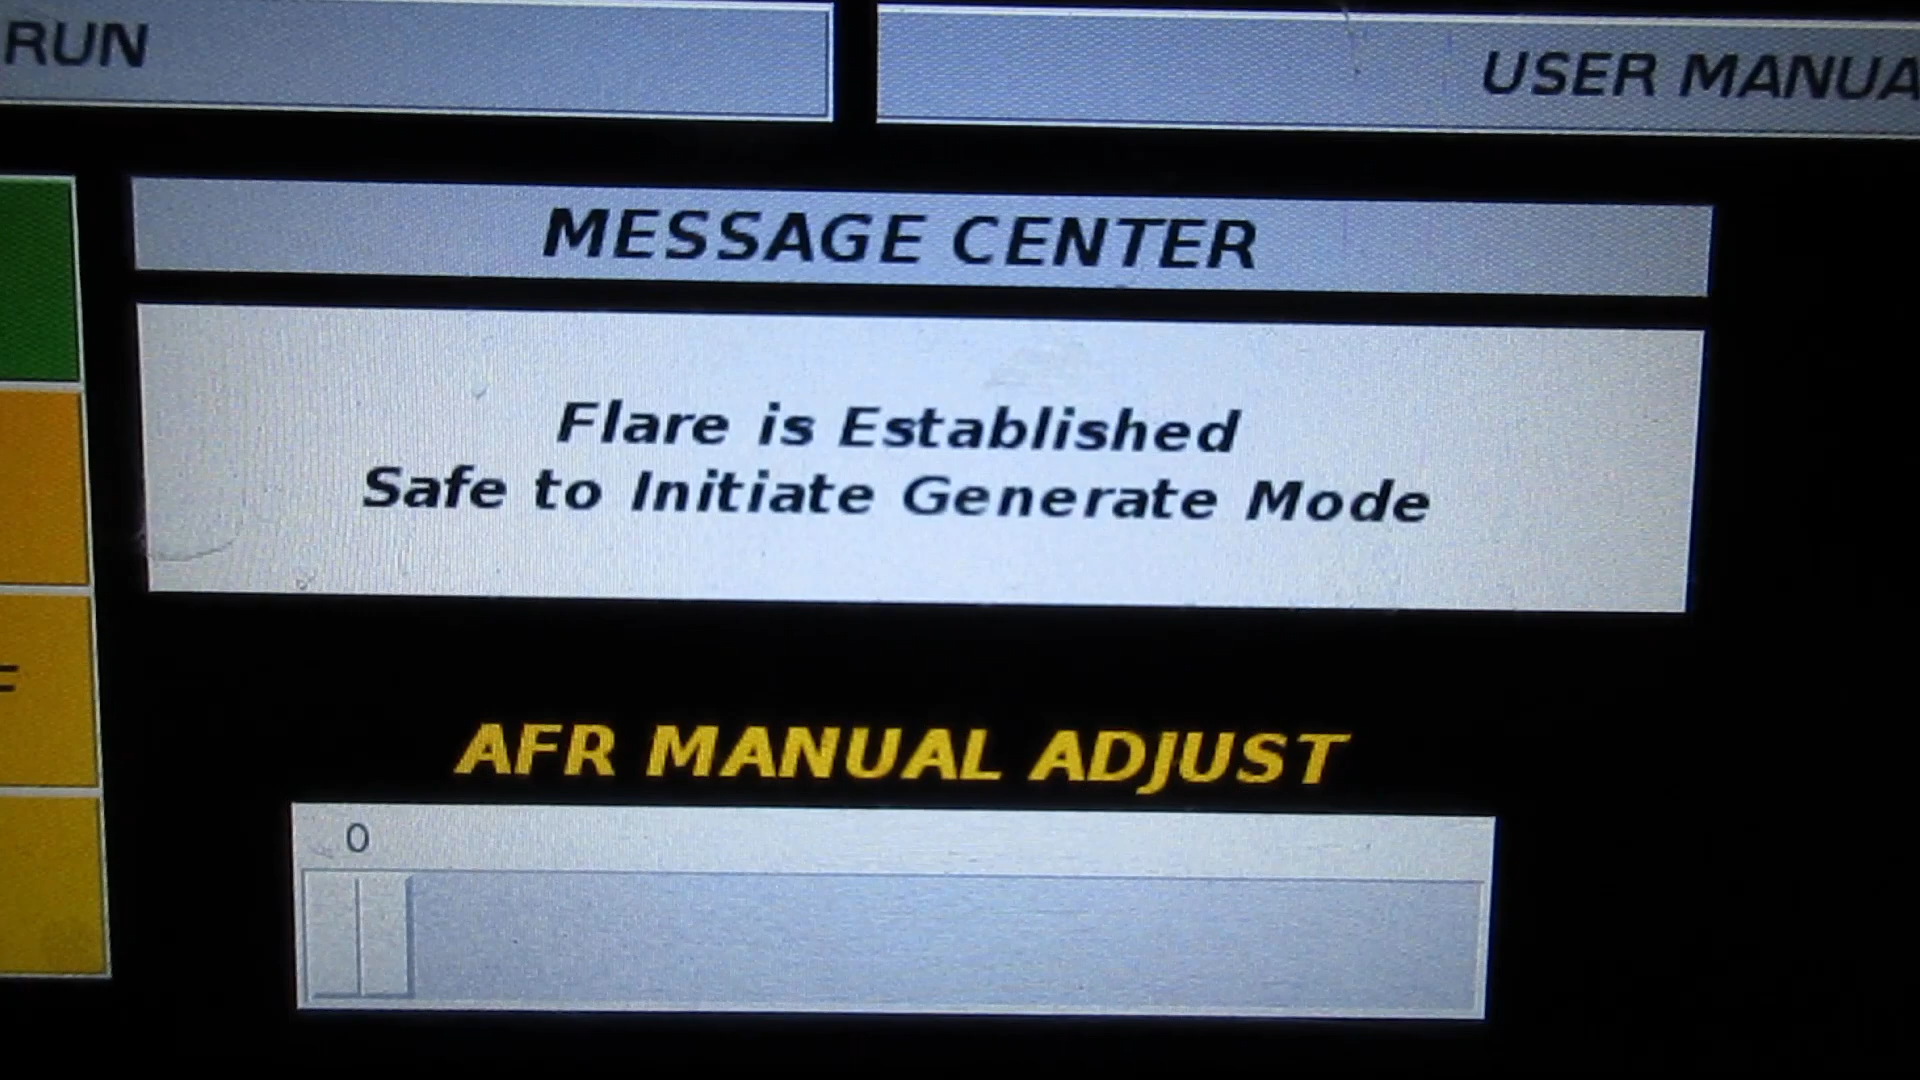 RUN
USER MANUA
MESSAGE CENTER
Flare is Established
Safe to Initiate Generate Mode
AFR MANUAL ADJUST
0